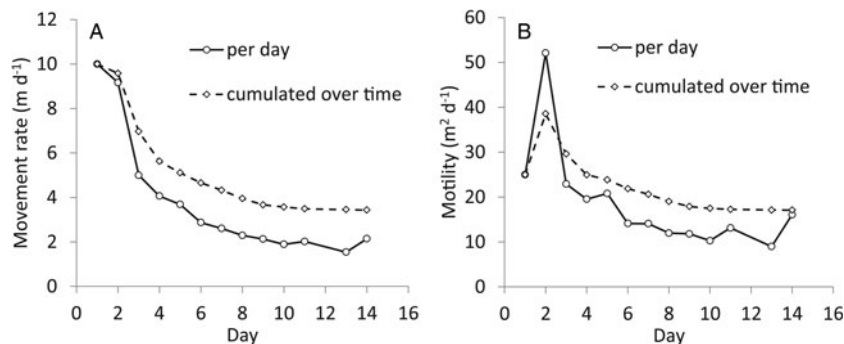 A
per day
cumulated over time
Movement rate (m d⁻¹)
12
10
8
6
4
2
0
0 2 4 6 8 10 12 14 16
Day
B
per day
cumulated over time
Motility (m² d⁻¹)
60
50
40
30
20
10
0
0 2 4 6 8 10 12 14 16
Day